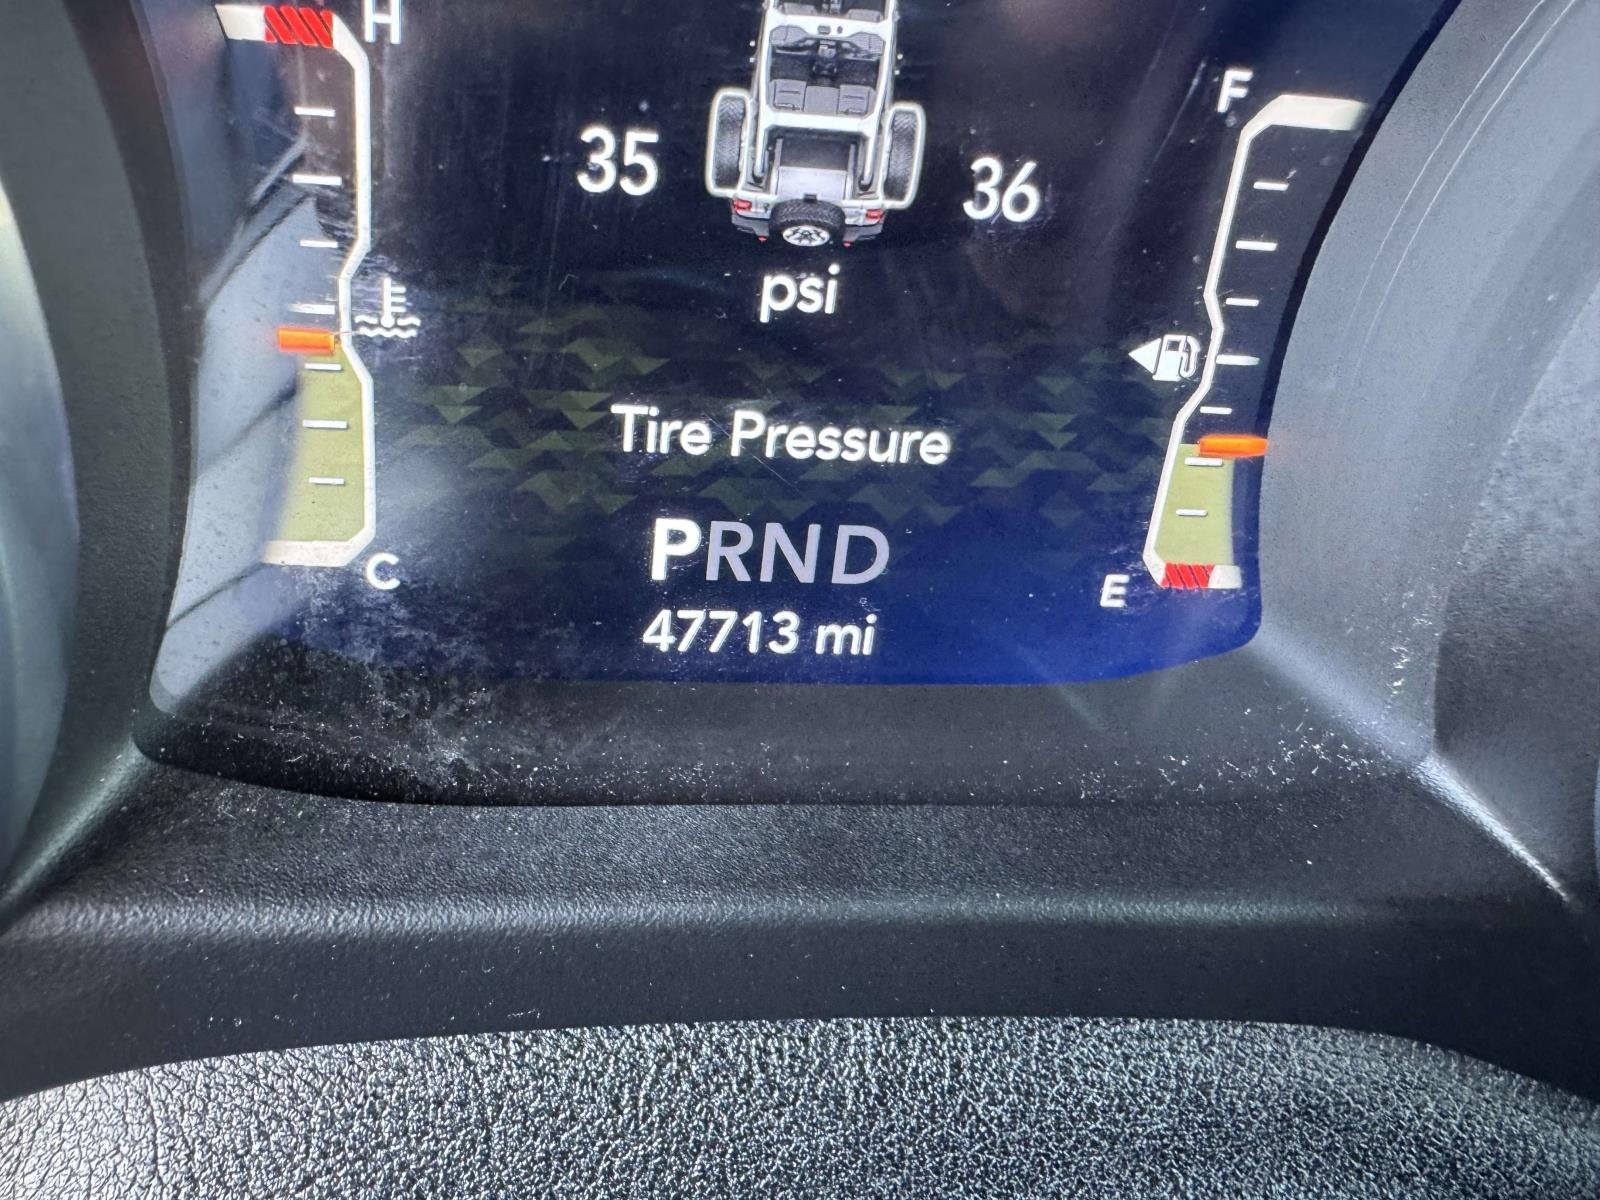 H
F
35
36
psi
Tire Pressure
PRND
C
E
47713 mi